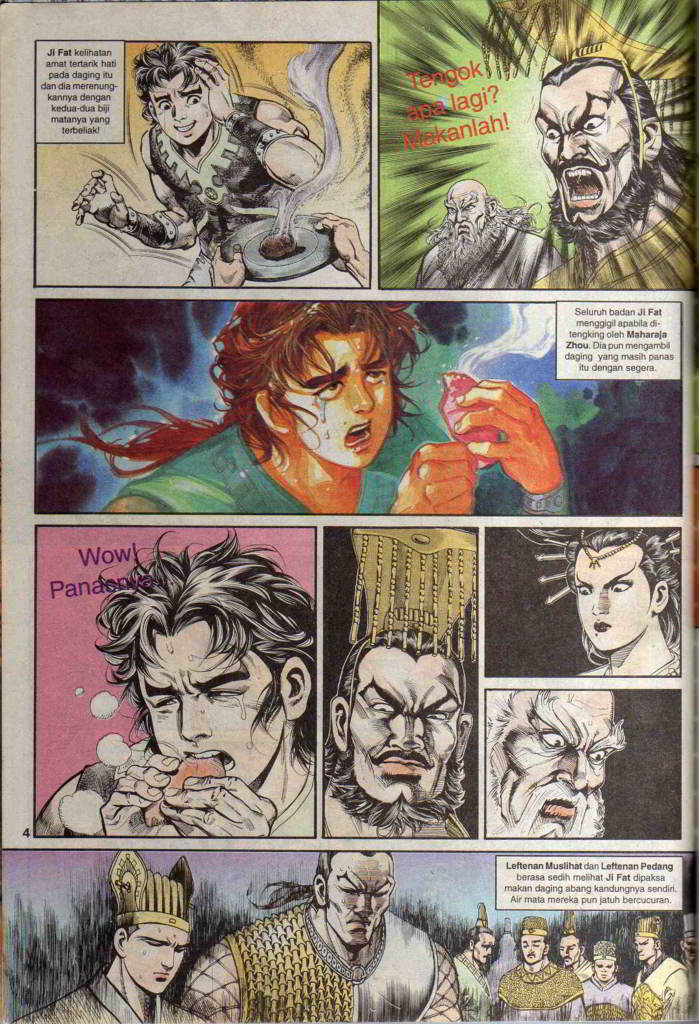 Ji Fat kelihatan
amat tertarik hati
pada daging itu
dan dia merenung-
kannya dengan
kedua-dua biji
matanya yang
terbeliak!
Tengok
apa lagi?
Makanlah!
Seluruh badan Ji Fat
menggigil apabila di-
tengking oleh Maharaja
Zhou. Dia pun mengambil
daging yang masih panas
itu dengan segera.
Wow!
Panasnya
4
Leftenan Muslihat dan Leftenan Pedang
berasa sedih melihat Ji Fat dipaksa
makan daging abang kandungnya sendiri.
Air mata mereka pun jatuh bercucuran.